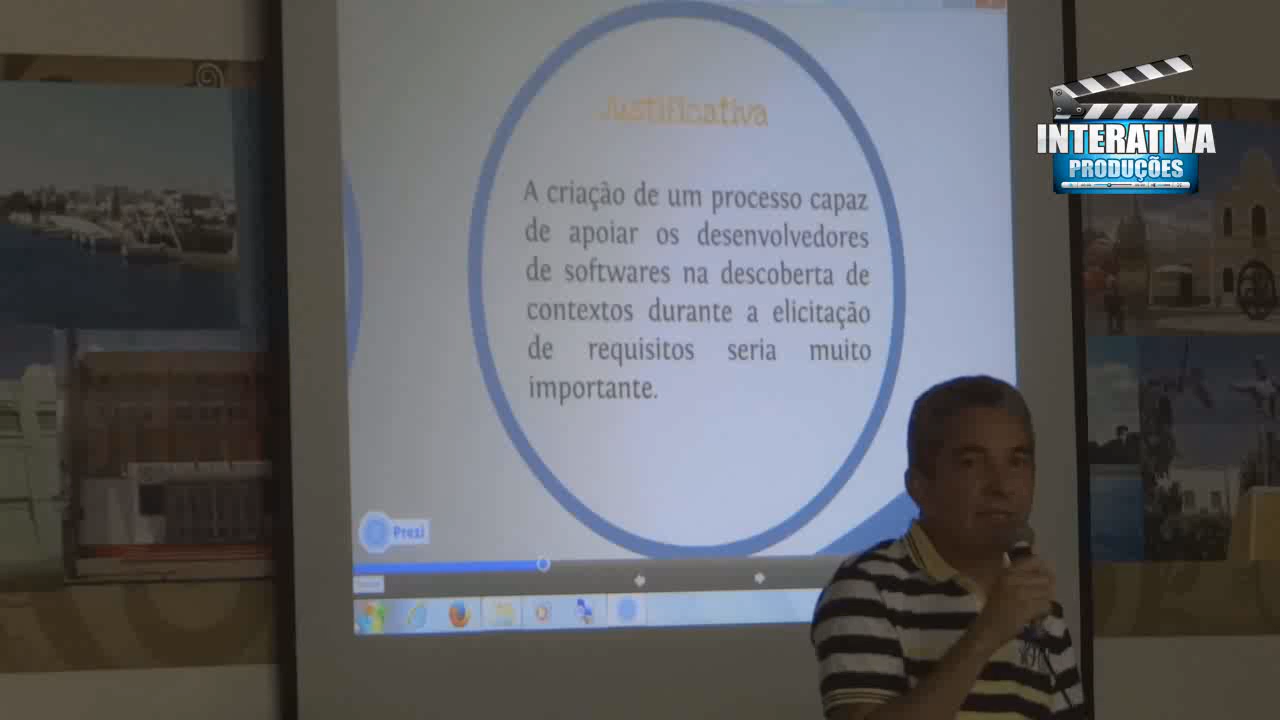 Justificativa
A criação de um processo capaz
de apoiar os desenvolvedores
de softwares na descoberta de
contextos durante a elicitação
de requisitos seria muito
importante.
Prezi
INTERATIVA
PRODUÇÕES